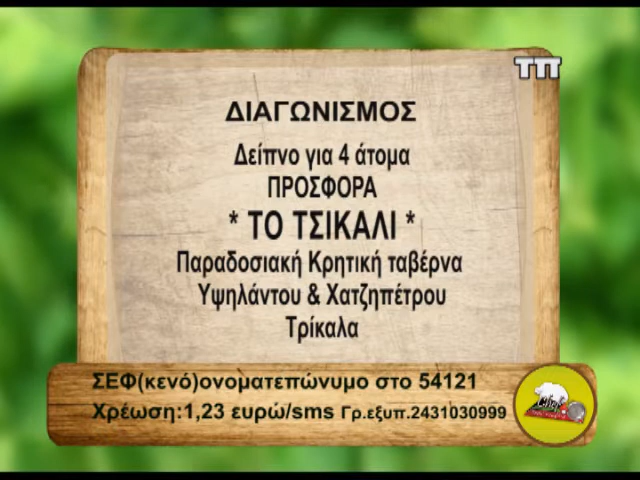 ΤΤΠ
ΔΙΑΓΩΝΙΣΜΟΣ
Δείπνο για 4 άτομα
ΠΡΟΣΦΟΡΑ
* ΤΟ ΤΣΙΚΑΛΙ *
Παραδοσιακή Κρητική ταβέρνα
Υψηλάντου & Χατζηπέτρου
Τρίκαλα
ΣΕΦ(κενό)ονοματεπώνυμο στο 54121
Χρέωση:1,23 ευρώ/sms Γρ.εξυπ.2431030999